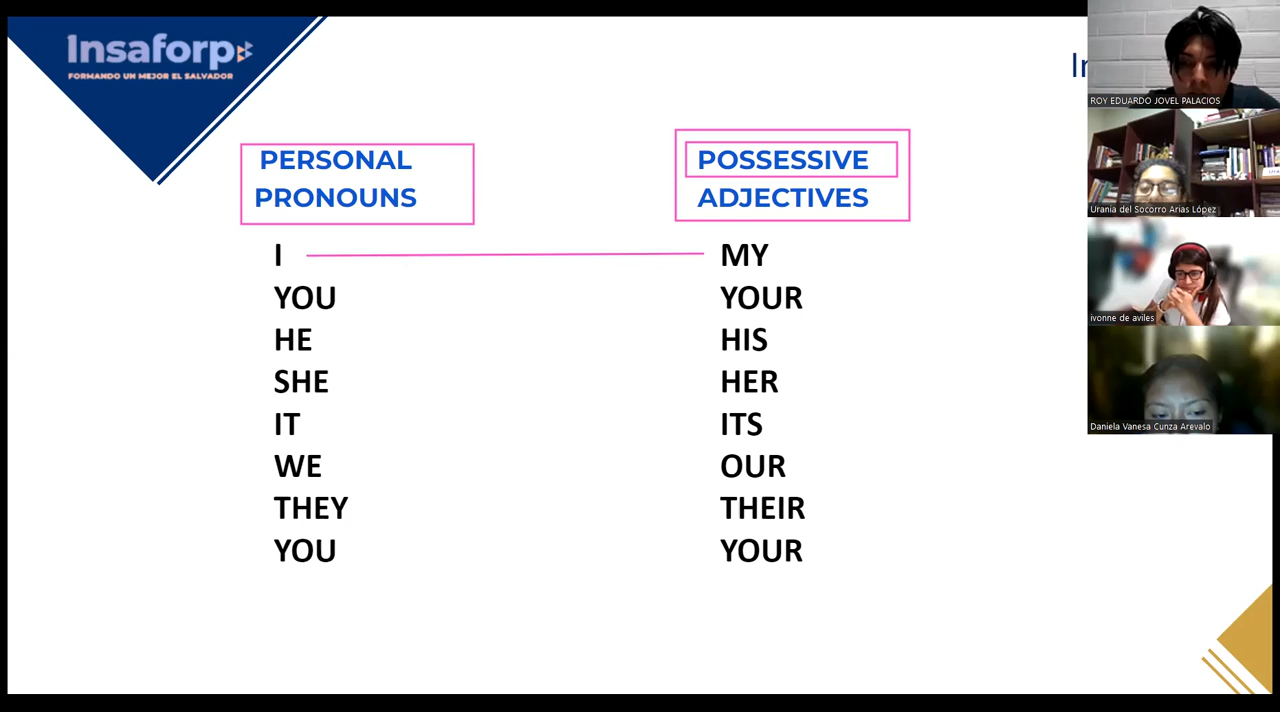 Insaforp
FORMANDO UN MEJOR EL SALVADOR
PERSONAL
PRONOUNS
I
YOU
HE
SHE
IT
WE
THEY
YOU
POSSESSIVE
ADJECTIVES
MY
YOUR
HIS
HER
ITS
OUR
THEIR
YOUR
ROY EDUARDO JOVEL PALACIOS
Urania del Socorro Arias López
ivonne de aviles
Daniela Vanesa Cunza Arevalo